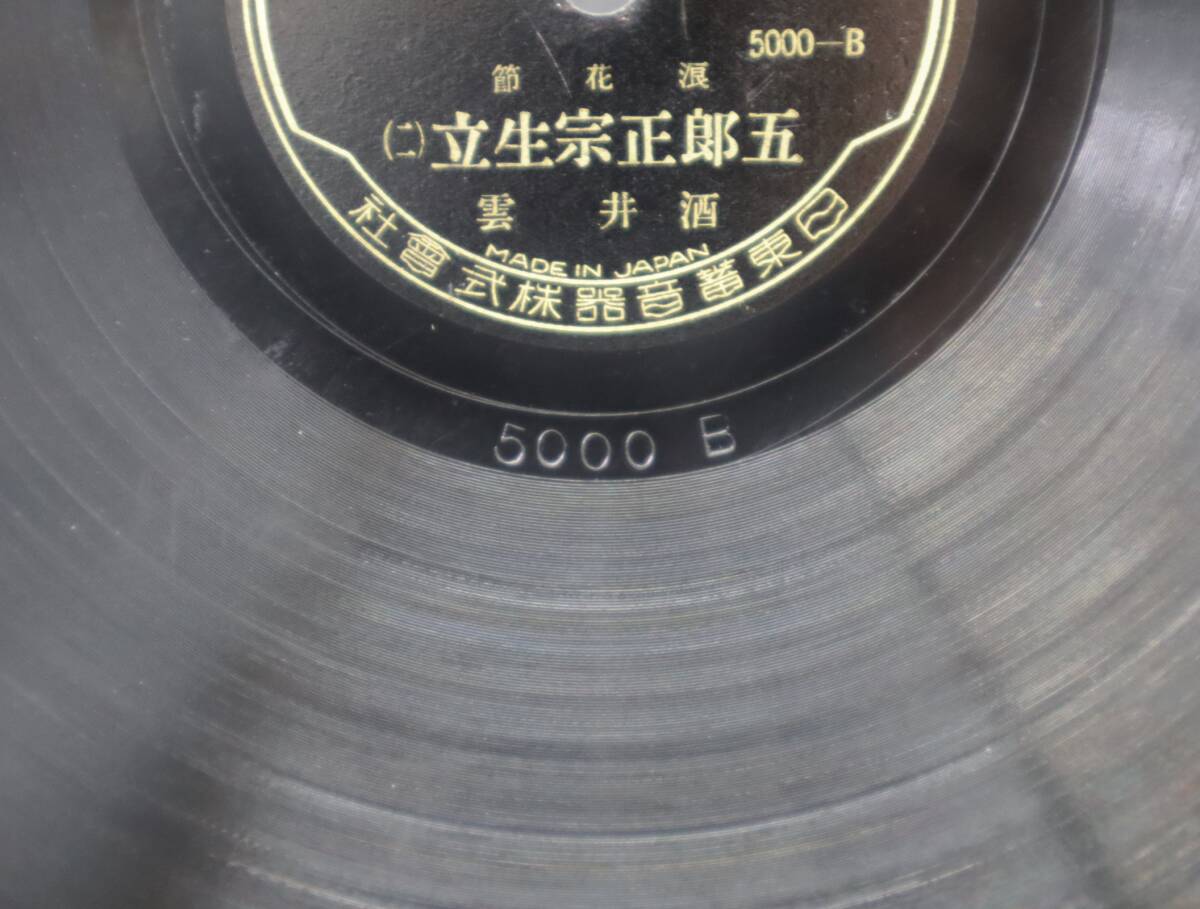 5000-B
浪花節
五郎正宗生立(二)
酒井雲
MADE IN JAPAN
日東蓄音器株式會社
5000 B